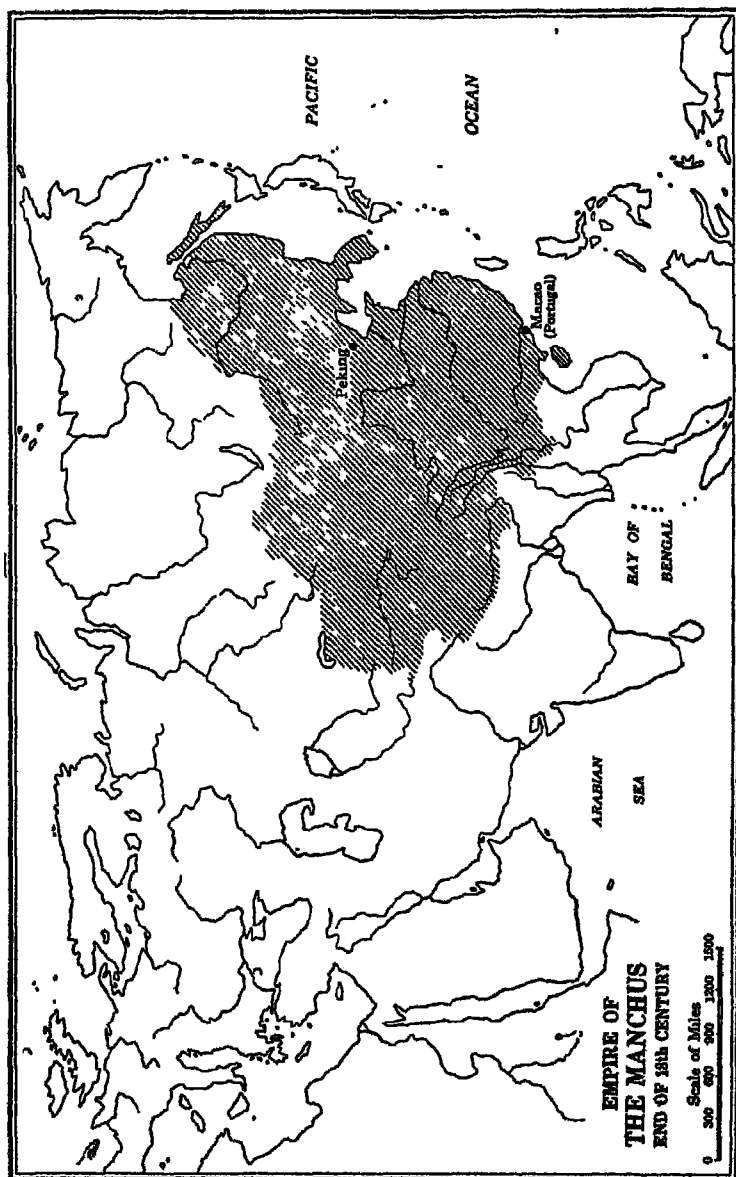 EMPIRE OF
THE MANCHUS
END OF 18th CENTURY
Scale of Miles
0 300 600 900 1200 1500
PACIFIC
OCEAN
Peking
Macao
(Portugal)
BAY OF
BENGAL
ARABIAN
SEA